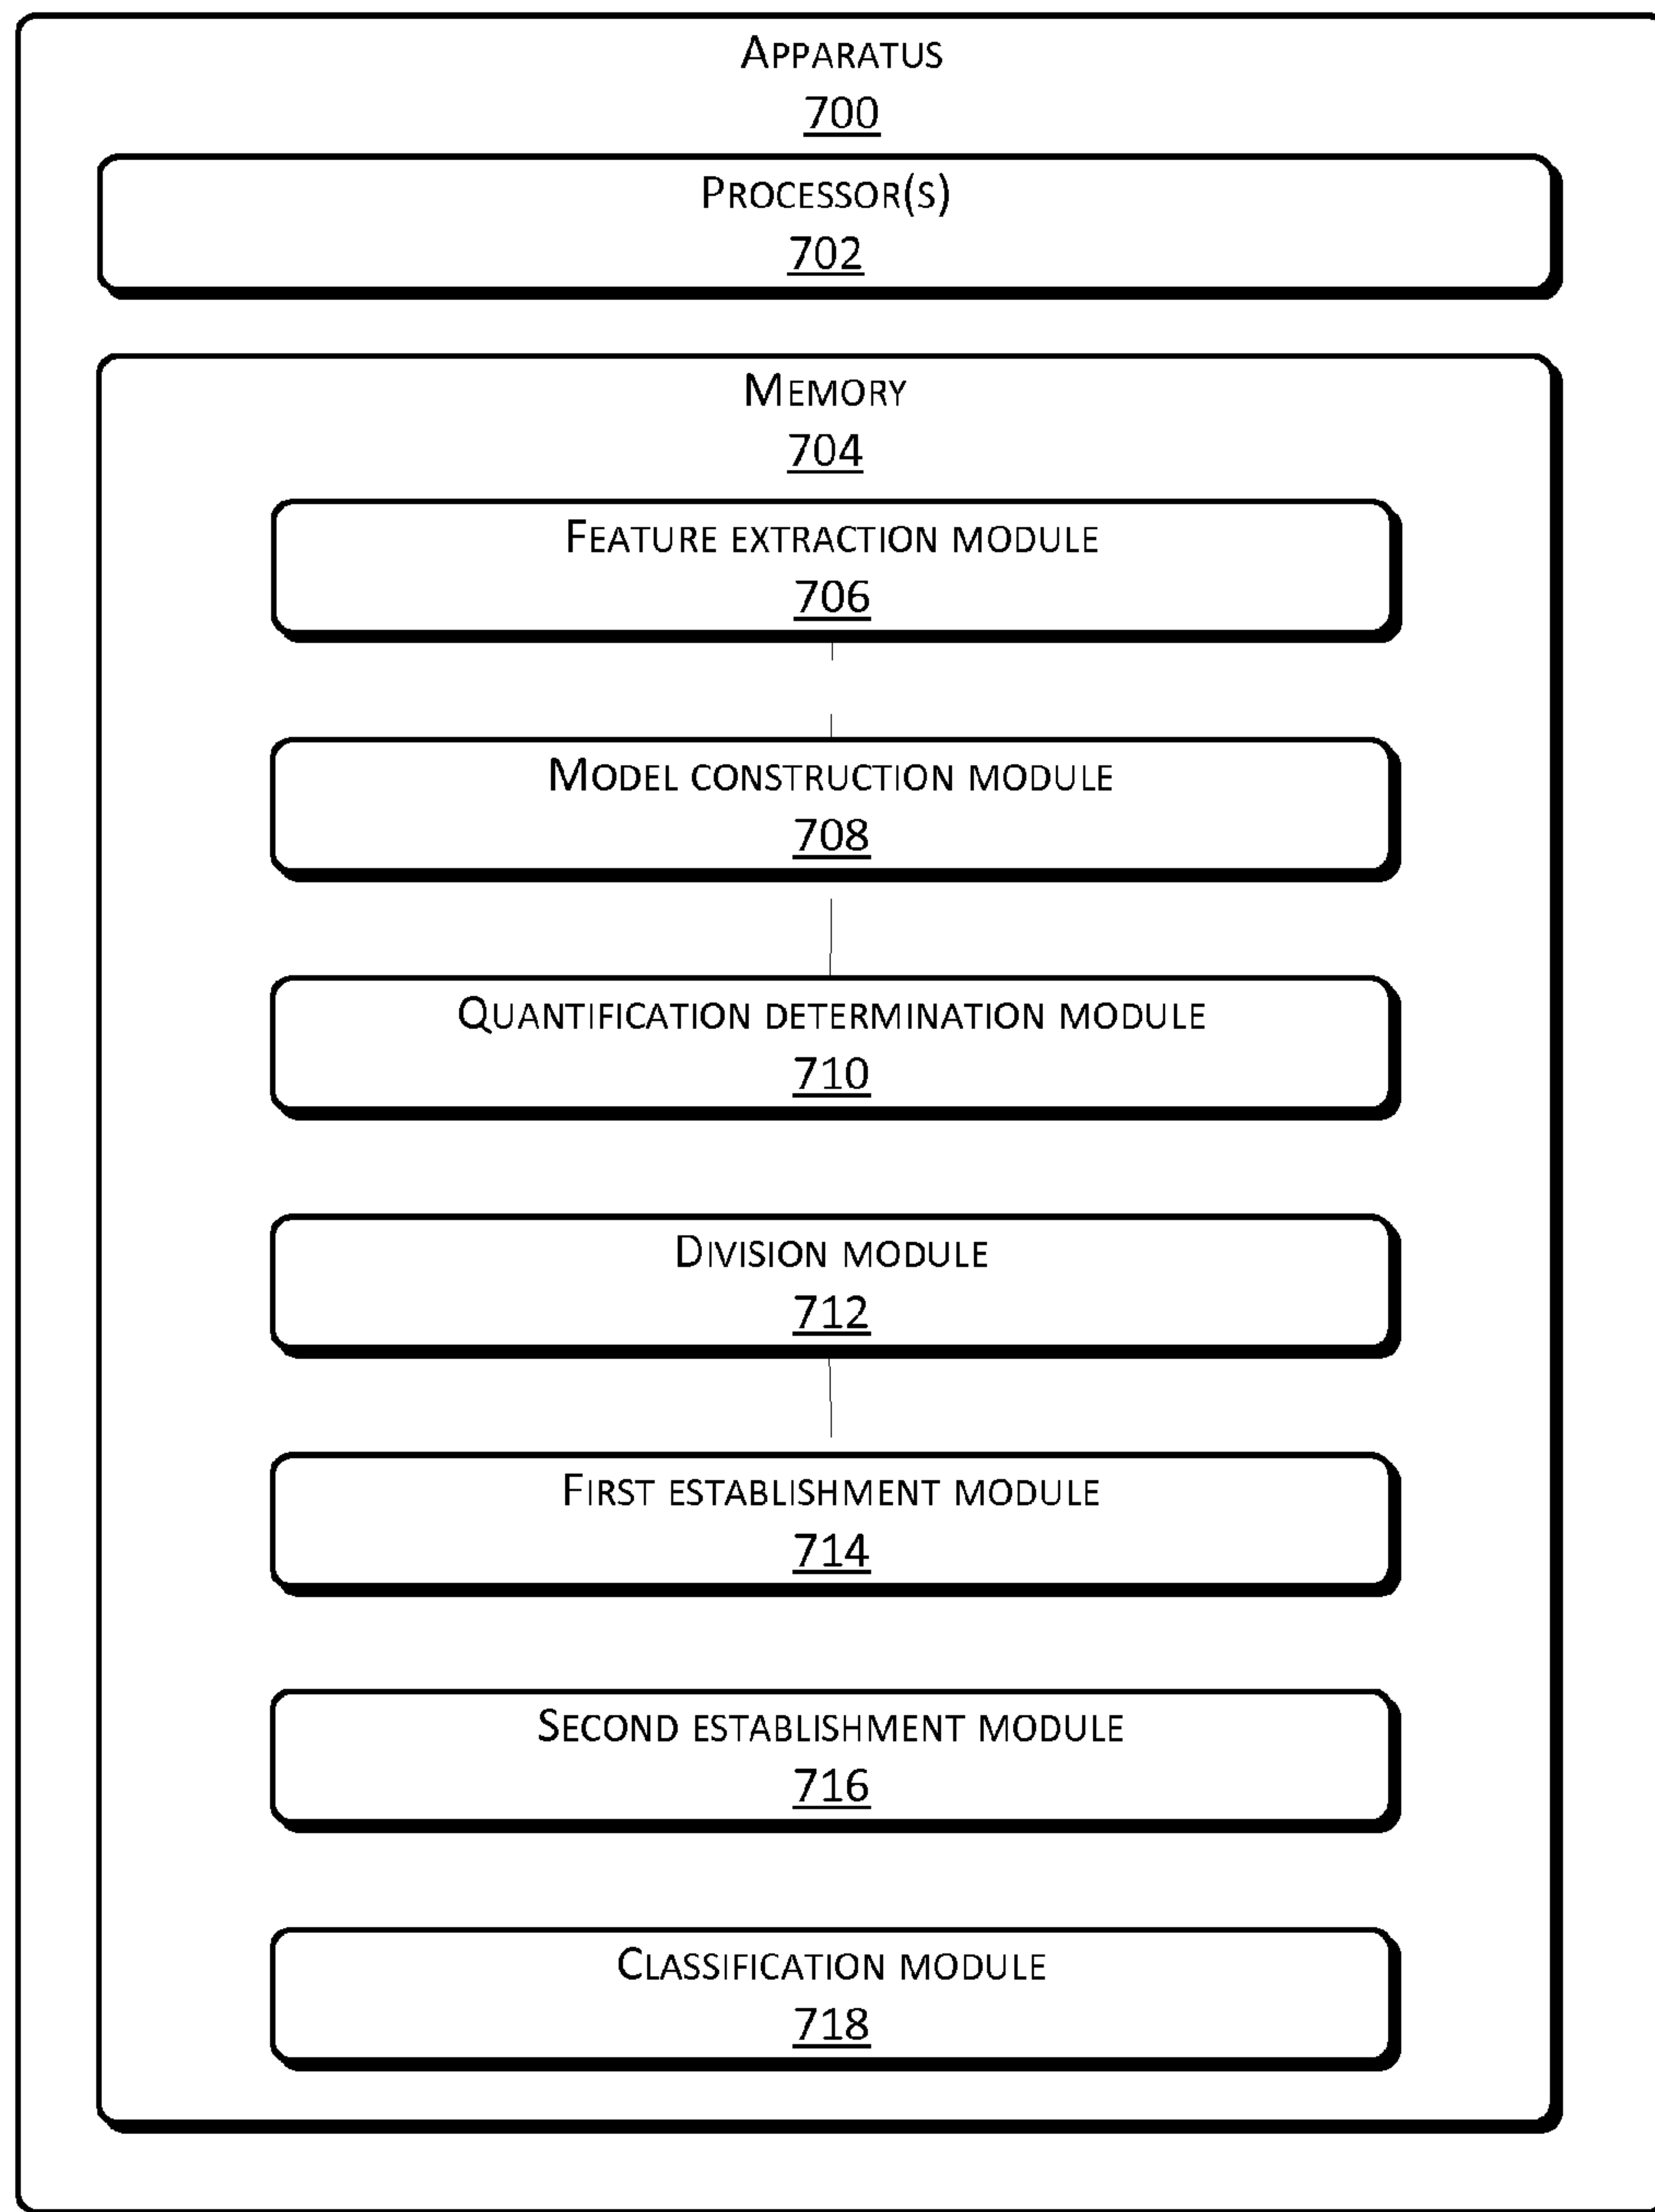 APPARATUS
700
PROCESSOR(S)
702
MEMORY
704
FEATURE EXTRACTION MODULE
706
MODEL CONSTRUCTION MODULE
708
QUANTIFICATION DETERMINATION MODULE
710
DIVISION MODULE
712
FIRST ESTABLISHMENT MODULE
714
SECOND ESTABLISHMENT MODULE
716
CLASSIFICATION MODULE
718